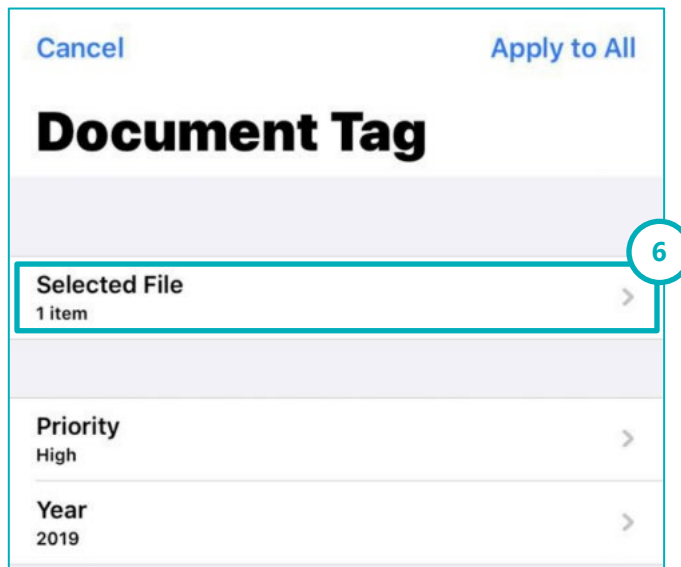 Cancel
Apply to All
Document Tag
6
Selected File
1 item
Priority
High
Year
2019